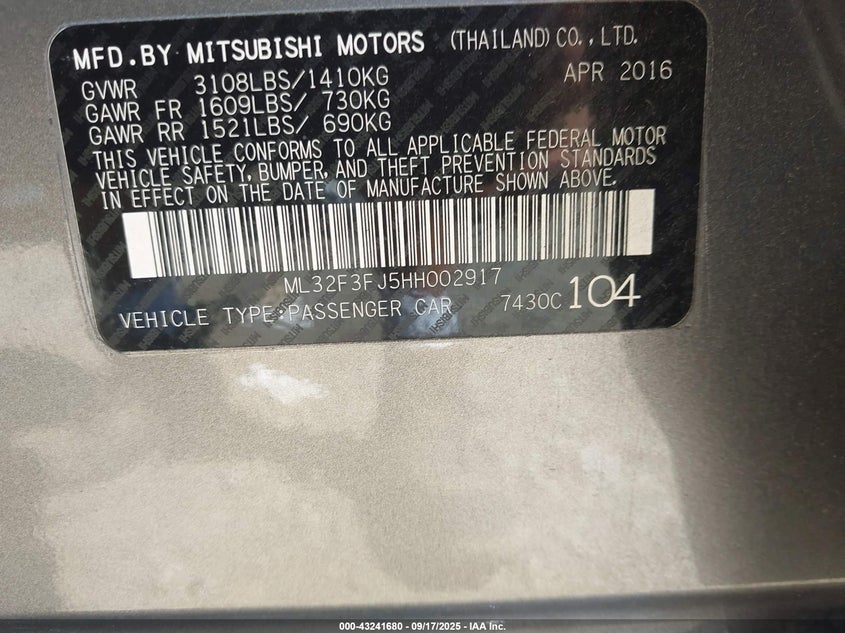 MFD.BY MITSUBISHI MOTORS (THAILAND)CO.,LTD.
GVWR 3108LBS/1410KG APR 2016
GAWR FR 1609LBS/ 730KG
GAWR RR 1521LBS/ 690KG
THIS VEHICLE CONFORMS TO ALL APPLICABLE FEDERAL MOTOR
VEHICLE SAFETY, BUMPER, AND THEFT PREVENTION STANDARDS
IN EFFECT ON THE DATE OF MANUFACTURE SHOWN ABOVE.
ML32F3FJ5HH002917
VEHICLE TYPE:PASSENGER CAR 7430C 104
000-43241680 - 09/17/2025 - IAA Inc.